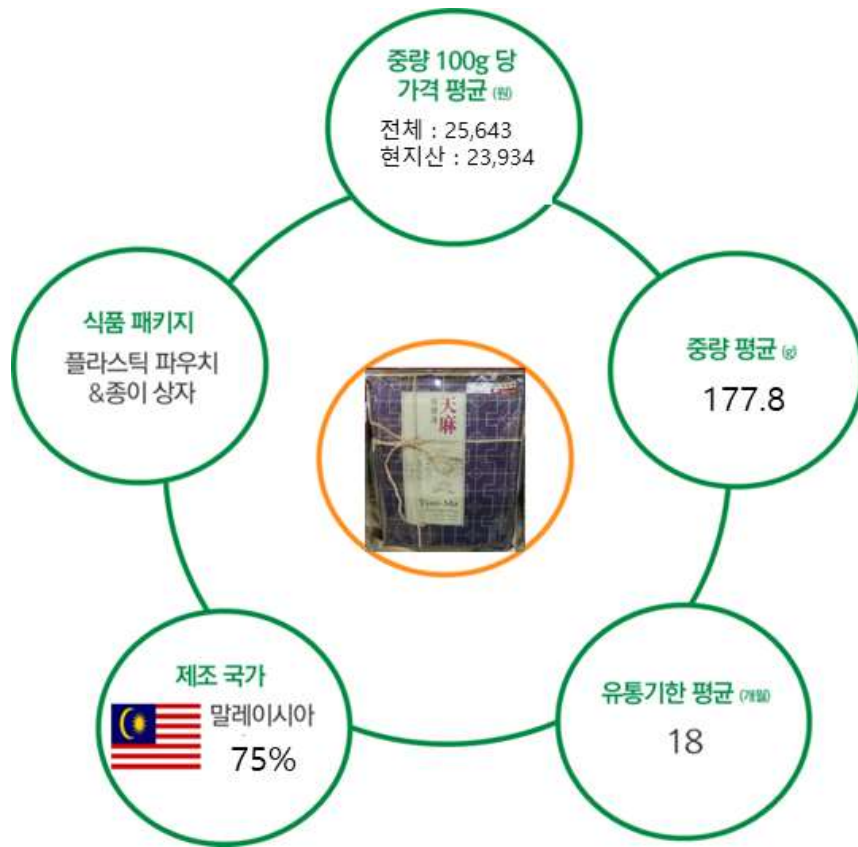 중량 100g 당
가격 평균 (원)
전체 : 25,643
현지산 : 23,934
식품 패키지
플라스틱 파우치
&종이 상자
중량 평균 (g)
177.8
天麻
Tian-Ma
제조 국가
말레이시아
75%
유통기한 평균 (개월)
18